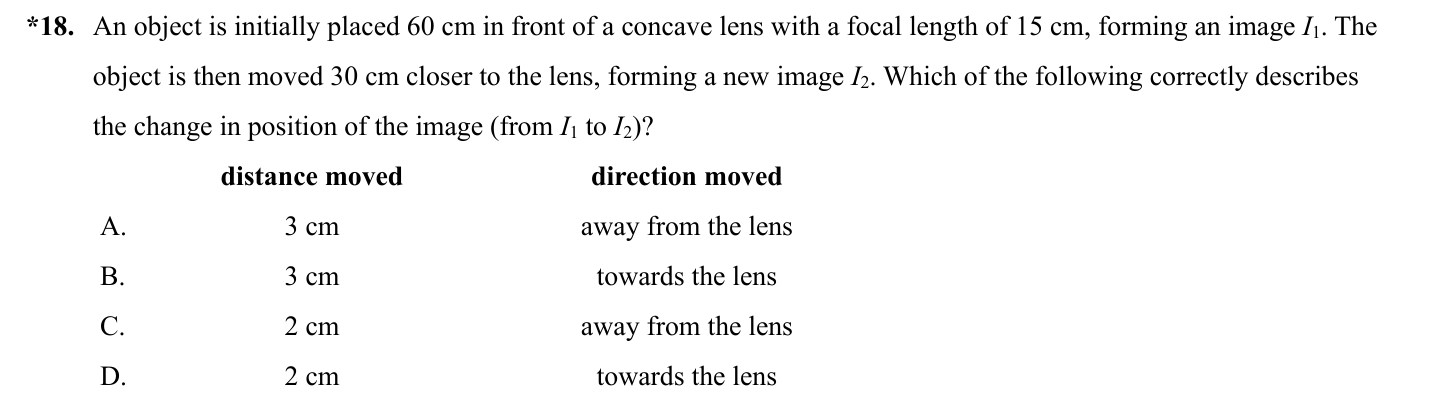 *18. An object is initially placed 60 cm in front of a concave lens with a focal length of 15 cm, forming an image I₁. The
object is then moved 30 cm closer to the lens, forming a new image I₂. Which of the following correctly describes
the change in position of the image (from I₁ to I₂)?
distance moved direction moved
A. 3 cm away from the lens
B. 3 cm towards the lens
C. 2 cm away from the lens
D. 2 cm towards the lens